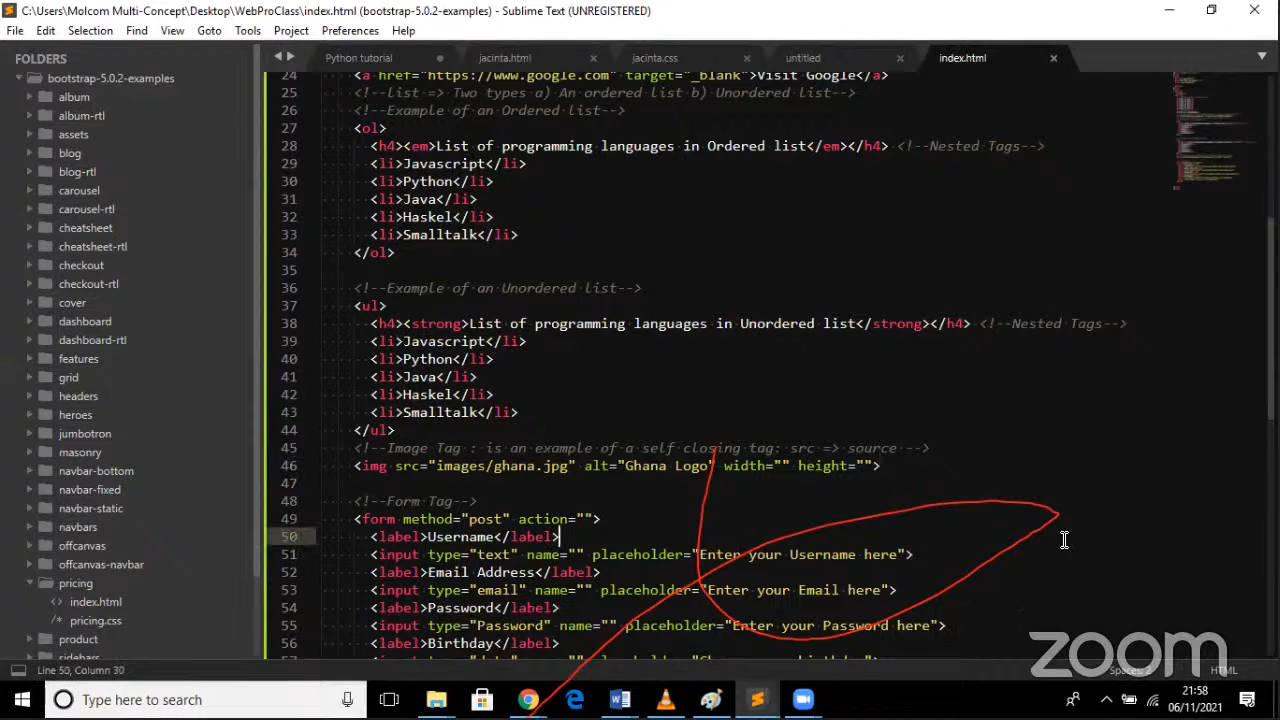 C:\Users\Molcom Multi-Concept\Desktop\WebProClass\index.html (bootstrap-5.0.2-examples) - Sublime Text (UNREGISTERED)
File Edit Selection Find View Goto Tools Project Preferences Help
FOLDERS
bootstrap-5.0.2-examples
album
album-rtl
assets
blog
blog-rtl
carousel
carousel-rtl
cheatsheet
cheatsheet-rtl
checkout
checkout-rtl
cover
dashboard
dashboard-rtl
features
grid
headers
heroes
jumbotron
masonry
navbar-bottom
navbar-fixed
navbar-static
navbars
offcanvas
offcanvas-navbar
pricing
<> index.html
/* pricing.css
product
sidebars
Python tutorial jacinta.html jacinta.css untitled index.html
24 <a href="https://www.google.com" target="_blank">Visit Google</a>
25 <!--list => Two types a) An ordered list b) Unordered list-->
26 <!--Example of an Ordered list-->
27 <ol>
28 <h4><em>List of programming languages in Ordered list</em></h4> <!--Nested Tags-->
29 <li>Javascript</li>
30 <li>Python</li>
31 <li>Java</li>
32 <li>Haskel</li>
33 <li>Smalltalk</li>
34 </ol>
35
36 <!--Example of an Unordered list-->
37 <ul>
38 <h4><strong>List of programming languages in Unordered list</strong></h4> <!--Nested Tags-->
39 <li>Javascript</li>
40 <li>Python</li>
41 <li>Java</li>
42 <li>Haskel</li>
43 <li>Smalltalk</li>
44 </ul>
45 <!--Image Tag : is an example of a self closing tag: src => source -->
46 <img src="images/ghana.jpg" alt="Ghana Logo" width="" height="">
47
48 <!--Form Tag-->
49 <form method="post" action="">
50 <label>Username</label>
51 <input type="text" name="" placeholder="Enter your Username here">
52 <label>Email Address</label>
53 <input type="email" name="" placeholder="Enter your Email here">
54 <label>Password</label>
55 <input type="Password" name="" placeholder="Enter your Password here">
56 <label>Birthday</label>
zoom
Line 50, Column 30
HTML
Type here to search
21:58
06/11/2021